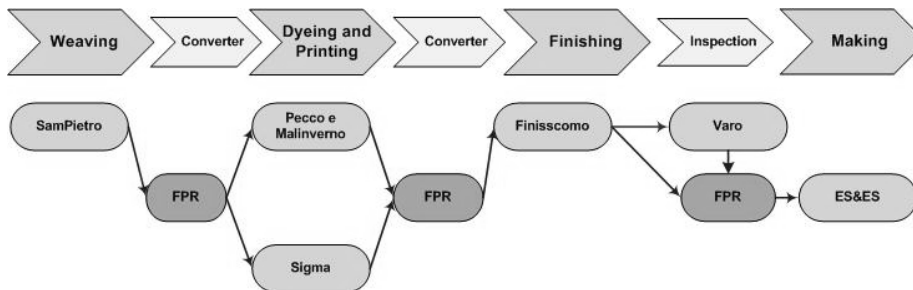 Weaving
Converter
Dyeing and
Printing
Converter
Finishing
Inspection
Making
SamPietro
Pecco e
Malinverno
Finisscomo
Varo
FPR
FPR
FPR
ES&ES
Sigma